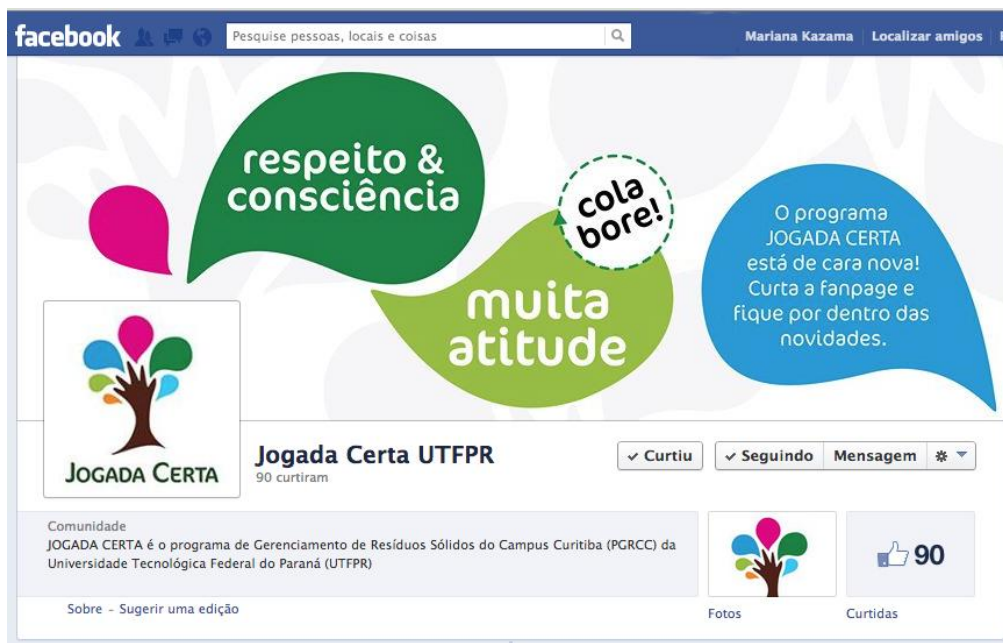 facebook
Pesquise pessoas, locais e coisas
Mariana Kazama Localizar amigos
respeito &
consciência
cola
bore!
muita
atitude
O programa
JOGADA CERTA
está de cara nova!
Curta a fanpage e
fique por dentro das
novidades.
JOGADA CERTA
Jogada Certa UTFPR
90 curtiram
✓ Curtiu
✓ Seguindo
Mensagem
Comunidade
JOGADA CERTA é o programa de Gerenciamento de Resíduos Sólidos do Campus Curitiba (PGRCC) da
Universidade Tecnológica Federal do Paraná (UTFPR)
Sobre - Sugerir uma edição
90
Fotos
Curtidas